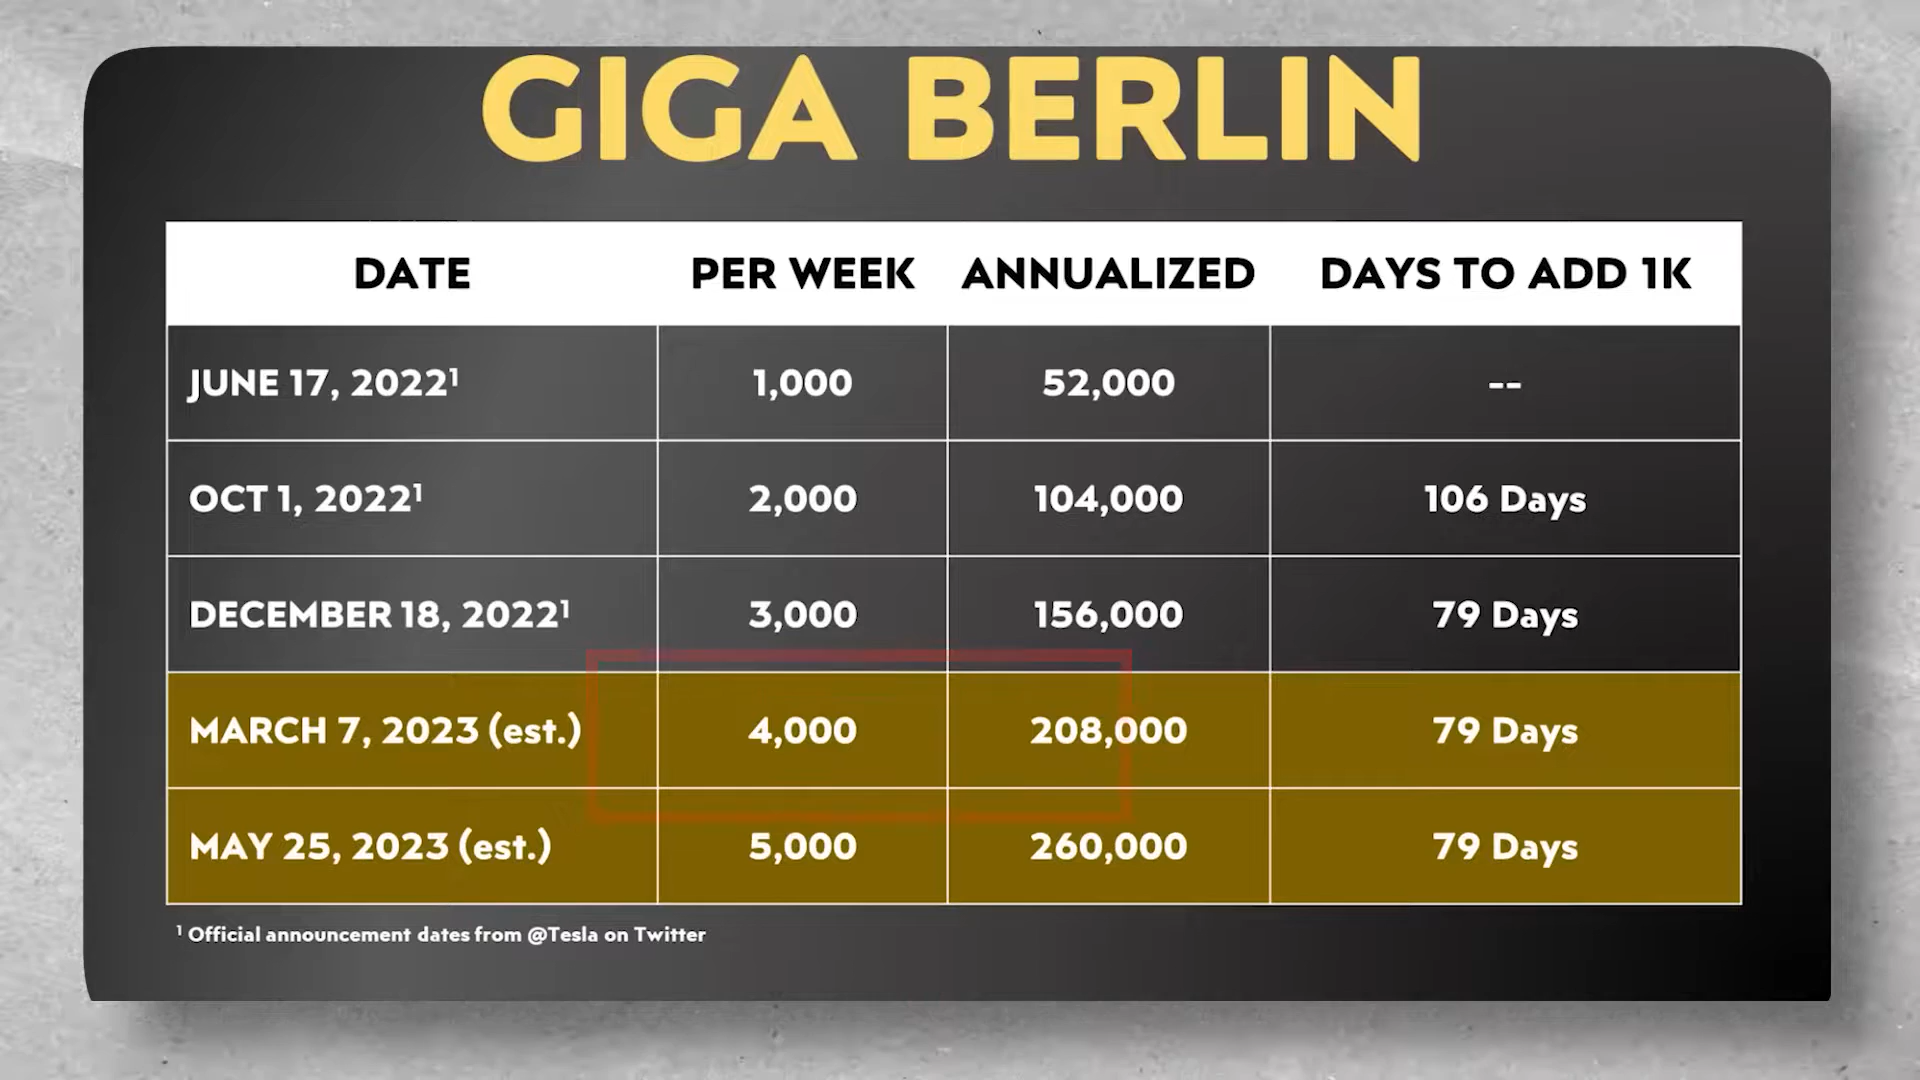 GIGA BERLIN
DATE PER WEEK ANNUALIZED DAYS TO ADD 1K
JUNE 17, 2022¹ 1,000 52,000 --
OCT 1, 2022¹ 2,000 104,000 106 Days
DECEMBER 18, 2022¹ 3,000 156,000 79 Days
MARCH 7, 2023 (est.) 4,000 208,000 79 Days
MAY 25, 2023 (est.) 5,000 260,000 79 Days
¹ Official announcement dates from @Tesla on Twitter